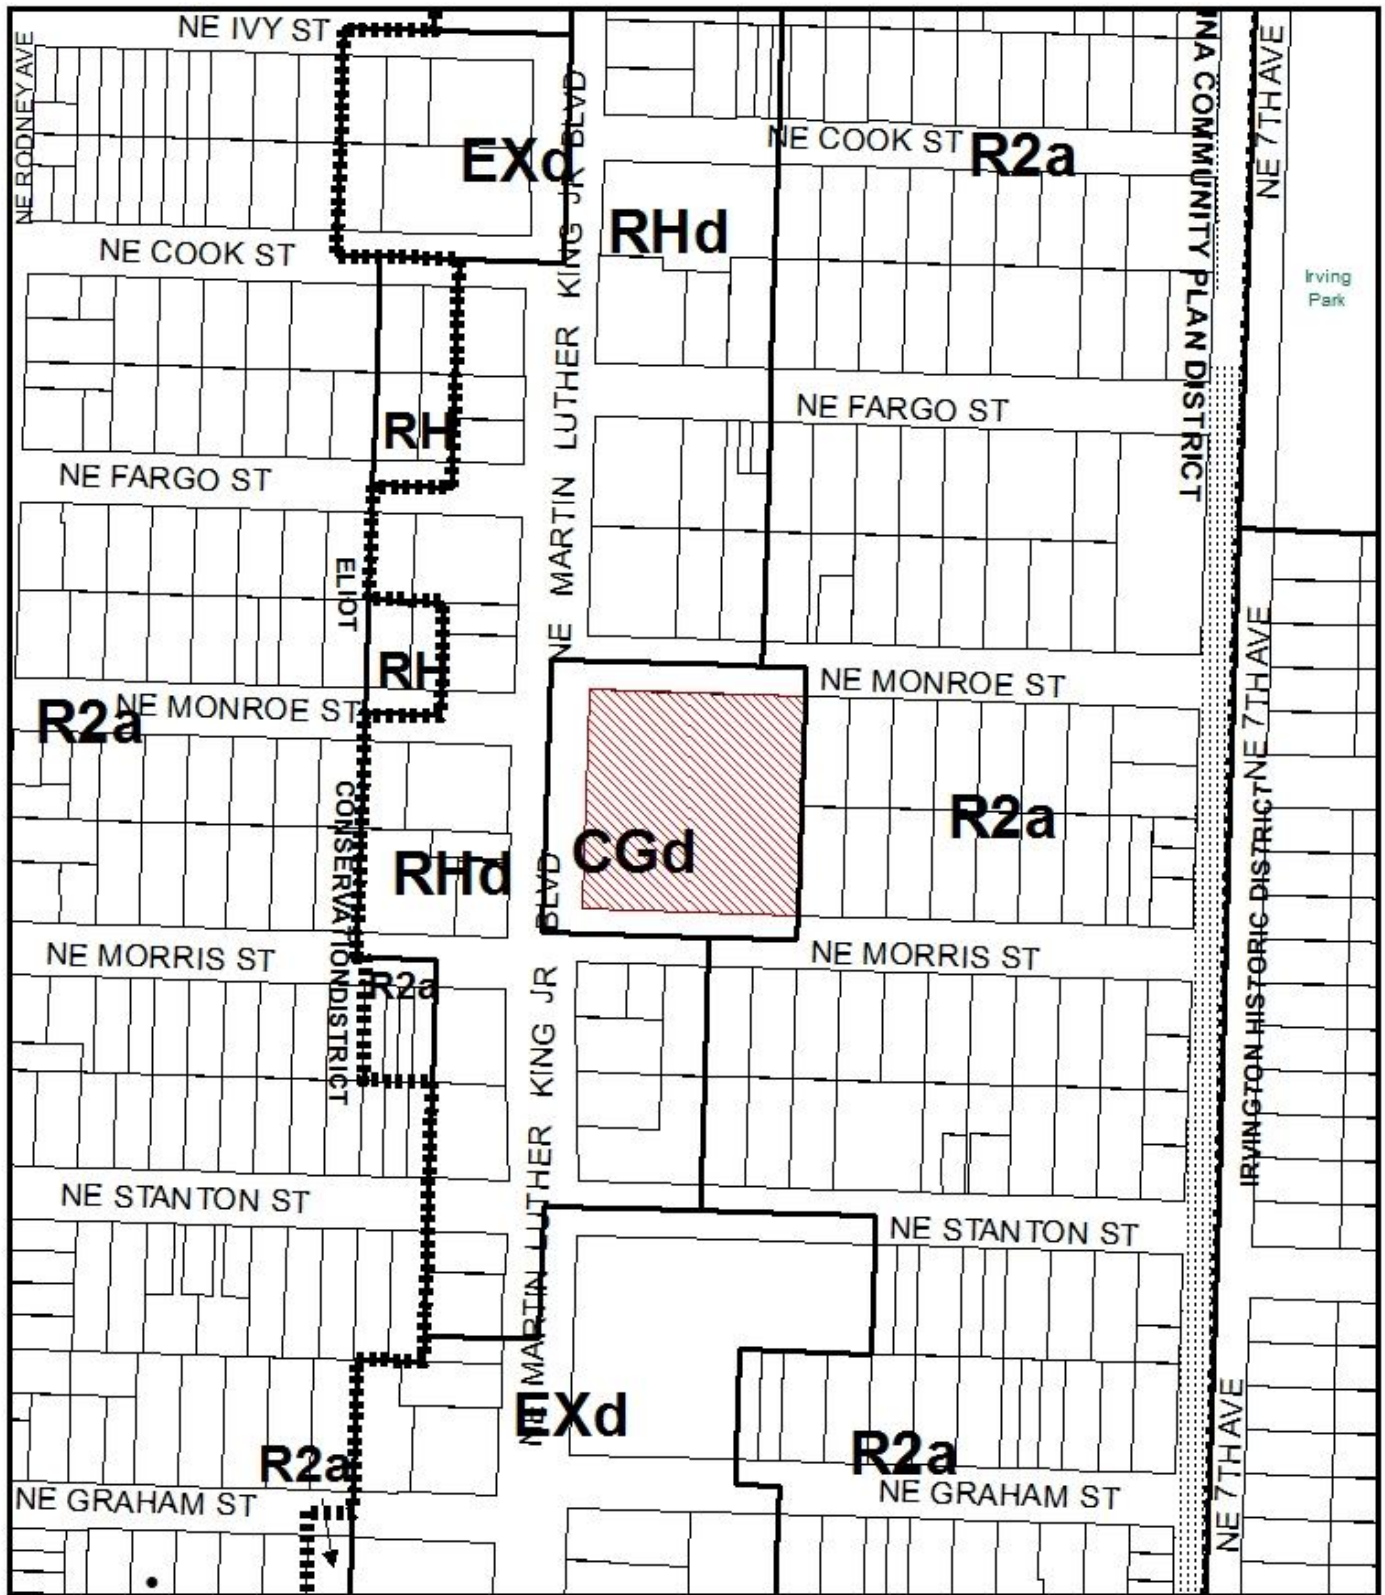 NE IVY ST
NE RODNEY AVE
NE 7TH AVE
NE COOK ST
R2a
EXd
RHd
NE COOK ST
NA COMMUNITY PLAN DISTRICT
Irving
Park
NE MARTIN LUTHER KING JR BLVD
RH
NE FARGO ST
NE FARGO ST
ELIOT
CONSERVATION DISTRICT
RH
NE MONROE ST
NE MONROE ST
NE 7TH AVE
R2a
R2a
CGd
RHd
NE MORRIS ST
NE MORRIS ST
R2a
IRVINGTON HISTORIC DISTRICT
NE MARTIN LUTHER KING JR BLVD
NE STANTON ST
NE STANTON ST
EXd
R2a
R2a
NE GRAHAM ST
NE GRAHAM ST
NE 7TH AVE